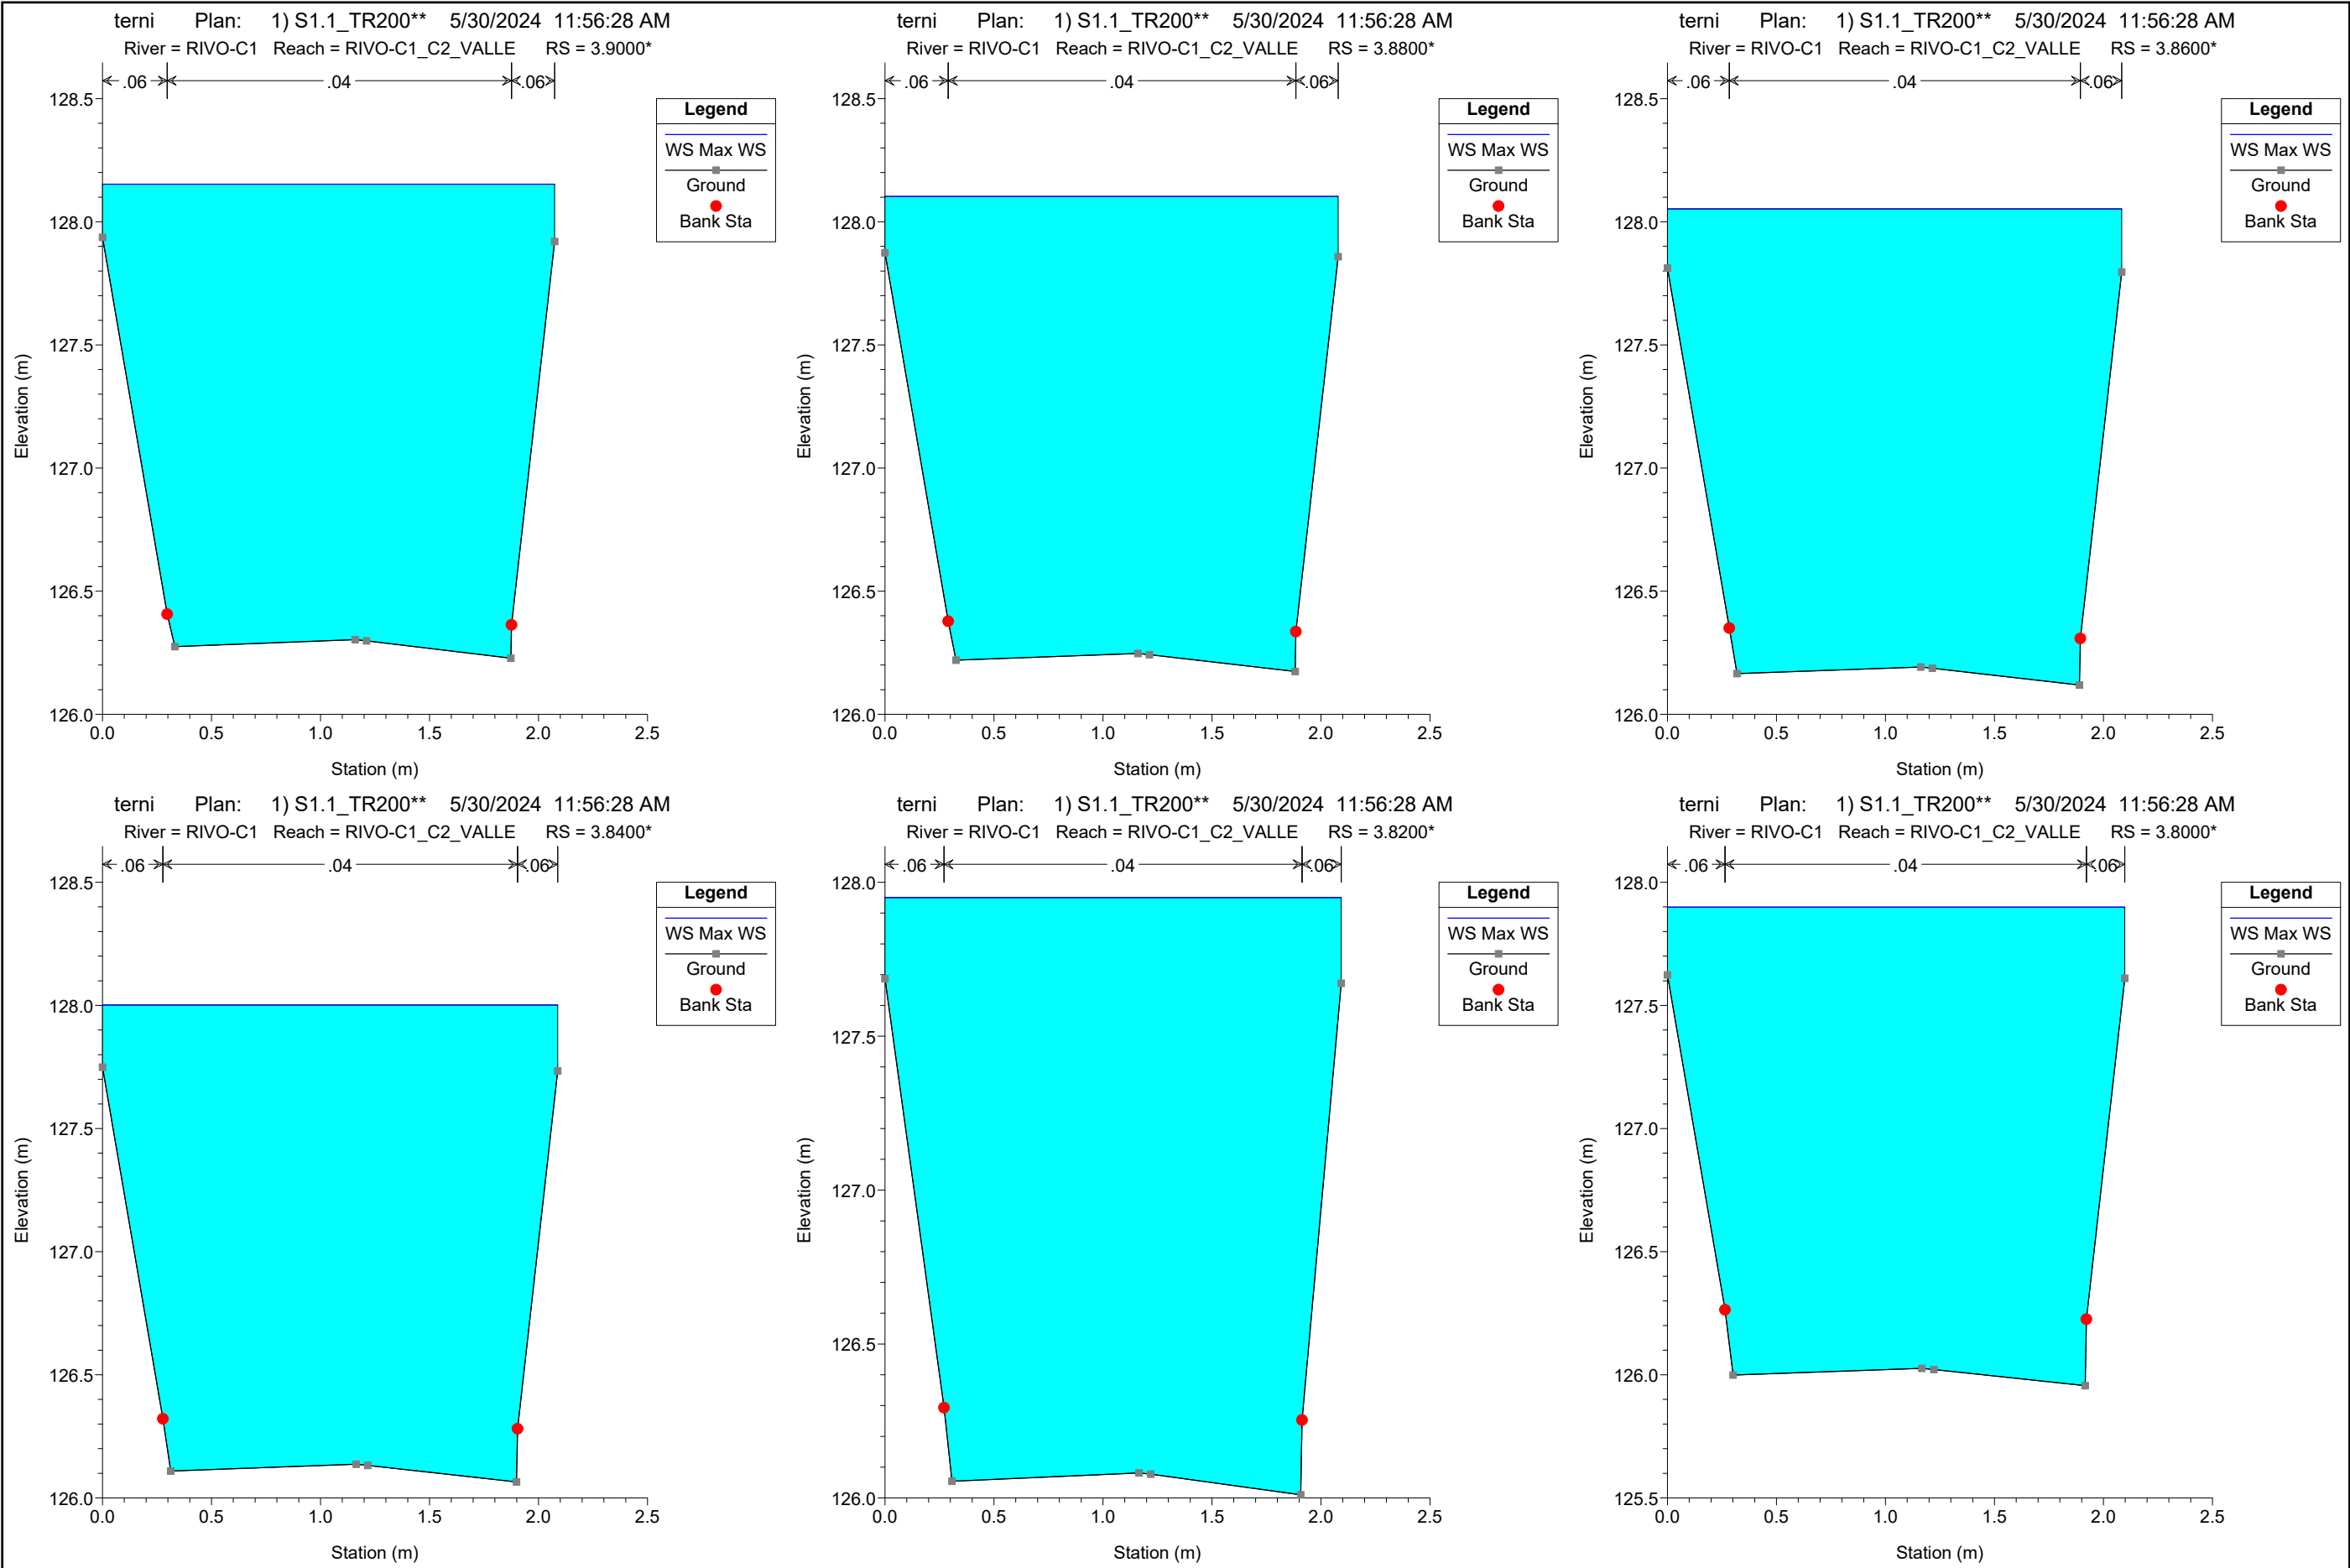 terni Plan: 1) S1.1_TR200** 5/30/2024 11:56:28 AM
River = RIVO-C1 Reach = RIVO-C1_C2_VALLE RS = 3.9000*
.06 .04 .06
Legend
WS Max WS
Ground
Bank Sta
128.5
128.0
127.5
127.0
126.5
126.0
Elevation (m)
0.0 0.5 1.0 1.5 2.0 2.5
Station (m)
terni Plan: 1) S1.1_TR200** 5/30/2024 11:56:28 AM
River = RIVO-C1 Reach = RIVO-C1_C2_VALLE RS = 3.8800*
.06 .04 .06
Legend
WS Max WS
Ground
Bank Sta
128.5
128.0
127.5
127.0
126.5
126.0
Elevation (m)
0.0 0.5 1.0 1.5 2.0 2.5
Station (m)
terni Plan: 1) S1.1_TR200** 5/30/2024 11:56:28 AM
River = RIVO-C1 Reach = RIVO-C1_C2_VALLE RS = 3.8600*
.06 .04 .06
Legend
WS Max WS
Ground
Bank Sta
128.5
128.0
127.5
127.0
126.5
126.0
Elevation (m)
0.0 0.5 1.0 1.5 2.0 2.5
Station (m)
terni Plan: 1) S1.1_TR200** 5/30/2024 11:56:28 AM
River = RIVO-C1 Reach = RIVO-C1_C2_VALLE RS = 3.8400*
.06 .04 .06
Legend
WS Max WS
Ground
Bank Sta
128.5
128.0
127.5
127.0
126.5
126.0
Elevation (m)
0.0 0.5 1.0 1.5 2.0 2.5
Station (m)
terni Plan: 1) S1.1_TR200** 5/30/2024 11:56:28 AM
River = RIVO-C1 Reach = RIVO-C1_C2_VALLE RS = 3.8200*
.06 .04 .06
Legend
WS Max WS
Ground
Bank Sta
128.0
127.5
127.0
126.5
126.0
Elevation (m)
0.0 0.5 1.0 1.5 2.0 2.5
Station (m)
terni Plan: 1) S1.1_TR200** 5/30/2024 11:56:28 AM
River = RIVO-C1 Reach = RIVO-C1_C2_VALLE RS = 3.8000*
.06 .04 .06
Legend
WS Max WS
Ground
Bank Sta
128.0
127.5
127.0
126.5
126.0
125.5
Elevation (m)
0.0 0.5 1.0 1.5 2.0 2.5
Station (m)